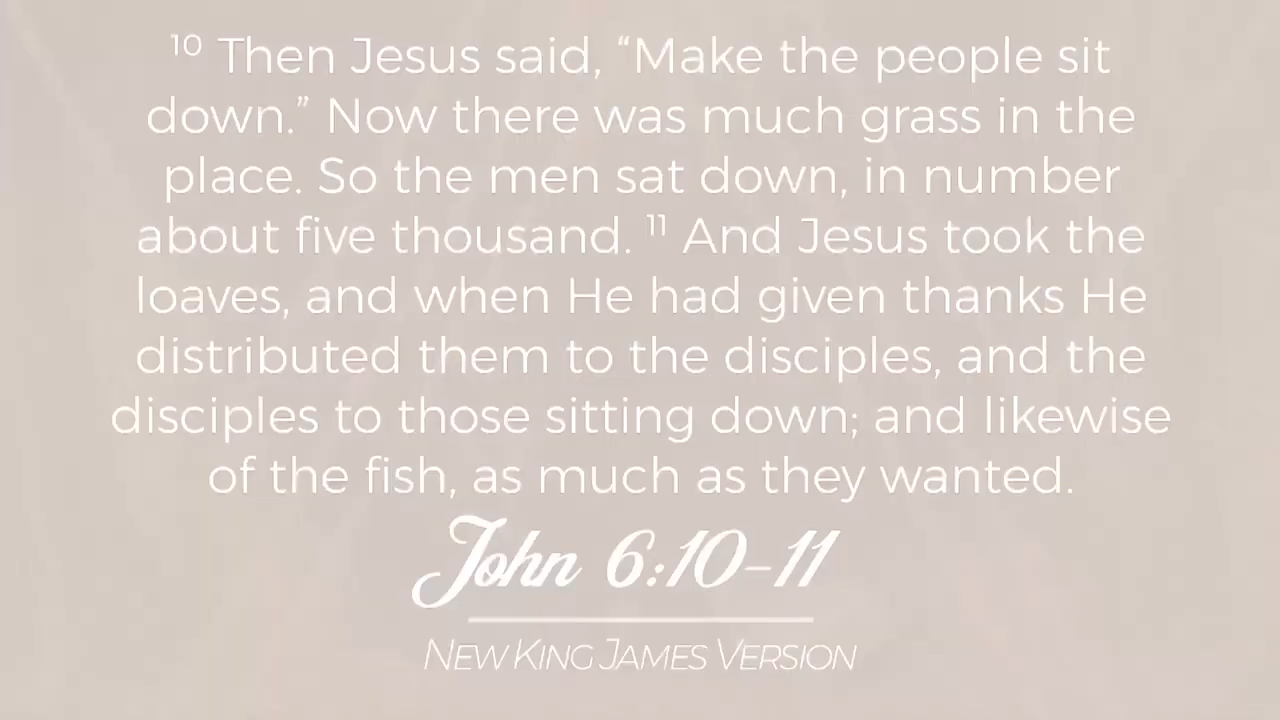 ¹⁰ Then Jesus said, “Make the people sit
down.” Now there was much grass in the
place. So the men sat down, in number
about five thousand. ¹¹ And Jesus took the
loaves, and when He had given thanks He
distributed them to the disciples, and the
disciples to those sitting down; and likewise
of the fish, as much as they wanted.
John 6:10-11
NEW KING JAMES VERSION